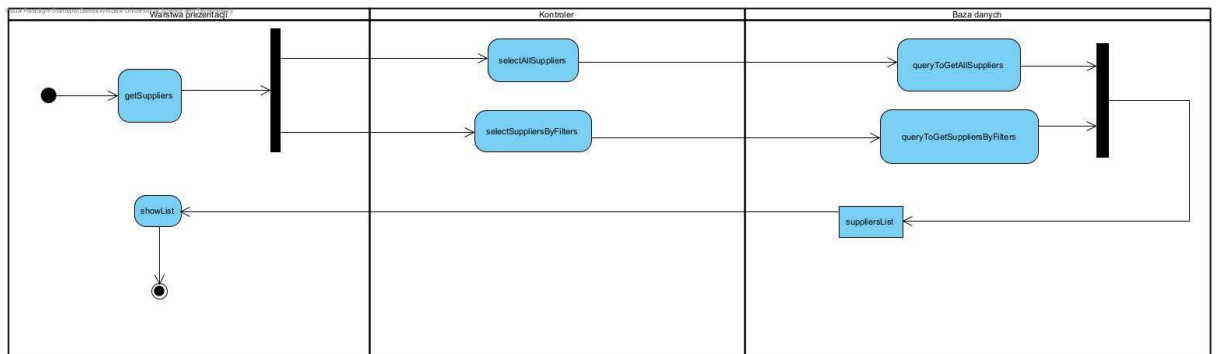 Warstwa prezentacji
Kontroler
Baza danych
selectAllSuppliers
queryToGetAllSuppliers
getSuppliers
selectSuppliersByFilters
queryToGetSuppliersByFilters
showList
suppliersList